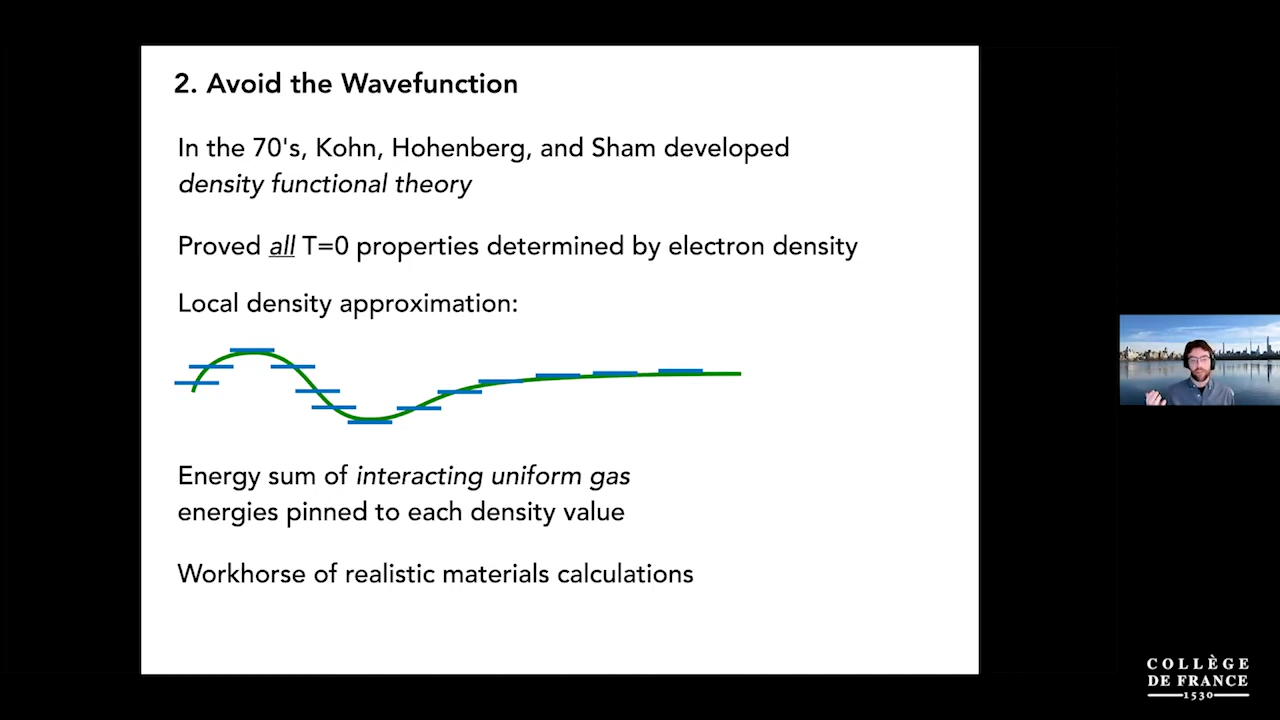 2. Avoid the Wavefunction
In the 70's, Kohn, Hohenberg, and Sham developed
density functional theory
Proved all T=0 properties determined by electron density
Local density approximation:
Energy sum of interacting uniform gas
energies pinned to each density value
Workhorse of realistic materials calculations
COLLÈGE
DE FRANCE
1530